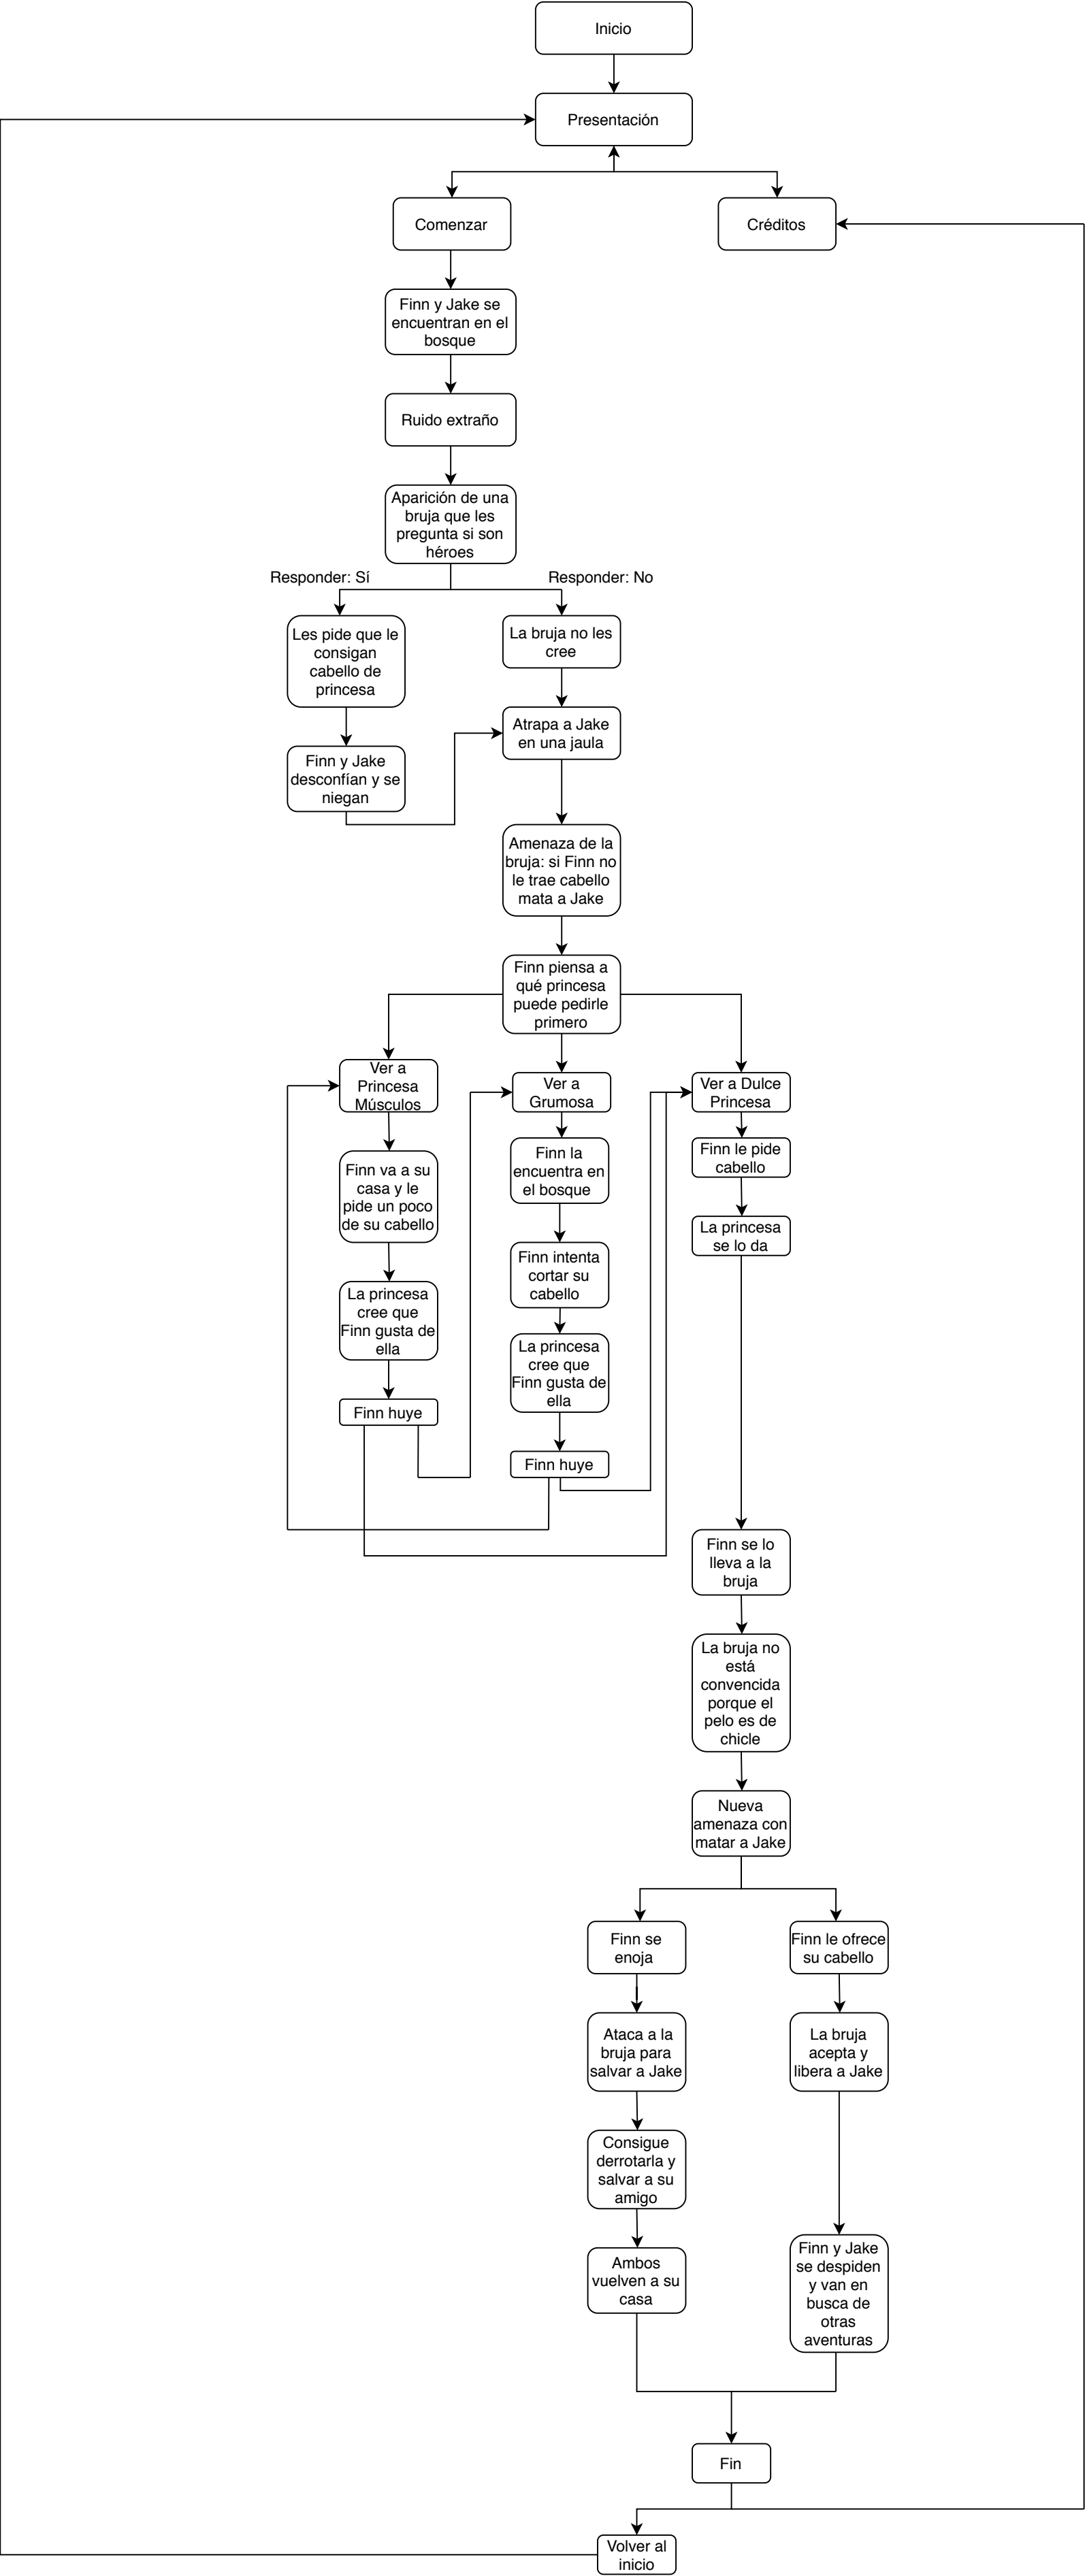 Inicio
Presentación
Comenzar
Créditos
Finn y Jake se
encuentran en el
bosque
Ruido extraño
Aparición de una
bruja que les
pregunta si son
héroes
Responder: Sí
Responder: No
Les pide que le
consigan
cabello de
princesa
La bruja no les
cree
Finn y Jake
desconfían y se
niegan
Atrapa a Jake
en una jaula
Amenaza de la
bruja: si Finn no
le trae cabello
mata a Jake
Finn piensa a
qué princesa
puede pedirle
primero
Ver a
Princesa
Músculos
Finn va a su
casa y le
pide un poco
de su cabello
La princesa
cree que
Finn gusta de
ella
Finn huye
Ver a
Grumosa
Finn la
encuentra en
el bosque
Finn intenta
cortar su
cabello
La princesa
cree que
Finn gusta de
ella
Finn huye
Ver a Dulce
Princesa
Finn le pide
cabello
La princesa
se lo da
Finn se lo
lleva a la
bruja
La bruja no
está
convencida
porque el
pelo es de
chicle
Nueva
amenaza con
matar a Jake
Finn se
enoja
Ataca a la
bruja para
salvar a Jake
Consigue
derrotarla y
salvar a su
amigo
Ambos
vuelven a su
casa
Finn le ofrece
su cabello
La bruja
acepta y
libera a Jake
Finn y Jake
se despiden
y van en
busca de
otras
aventuras
Fin
Volver al
inicio